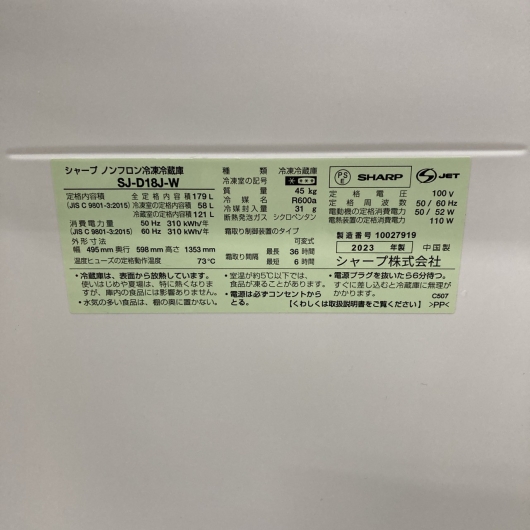 シャープ ノンフロン冷凍冷蔵庫
SJ-D18J-W
定格内容積 全定格内容積 179 L
(JIS C 9801-3:2015) 冷凍室の定格内容積 58 L
冷蔵室の定格内容積 121 L
消費電力量 50 Hz 310 kWh/年
(JIS C 9801-3:2015) 60 Hz 310 kWh/年
外形寸法
幅 495 mm 奥行 598 mm 高さ 1353 mm
温度ヒューズの定格動作温度 73℃
種類 冷凍冷蔵庫
冷凍室の記号
質量 45 kg
冷媒名 R600a
冷媒封入量 31 g
断熱発泡ガス シクロペンタン
霜取り制御装置のタイプ
可変式
霜取り間隔 最長 36 時間
最短 6 時間
PS
E
SHARP
JET
定格電圧 100 V
定格周波数 50 / 60 Hz
電動機の定格消費電力 50 / 52 W
電熱装置の定格消費電力 110 W
製造番号 10027919
2023 年製 中国製
シャープ株式会社
・冷蔵庫は、表面から放熱しています。
使いはじめや夏場は、特に熱くなりま
すが、庫内の食品には影響ありません。
・水気の多い食品は、棚の奥に置かない。
・室温が約5℃以下では、
食品が凍ることがあります。
・電源は必ずコンセントから
とる。
・電源プラグを抜いたら6分待つ。
すぐに差し込むと冷蔵庫に無理が
かかります。
C507
【くわしくは取扱説明書をご覧ください】 >PP<